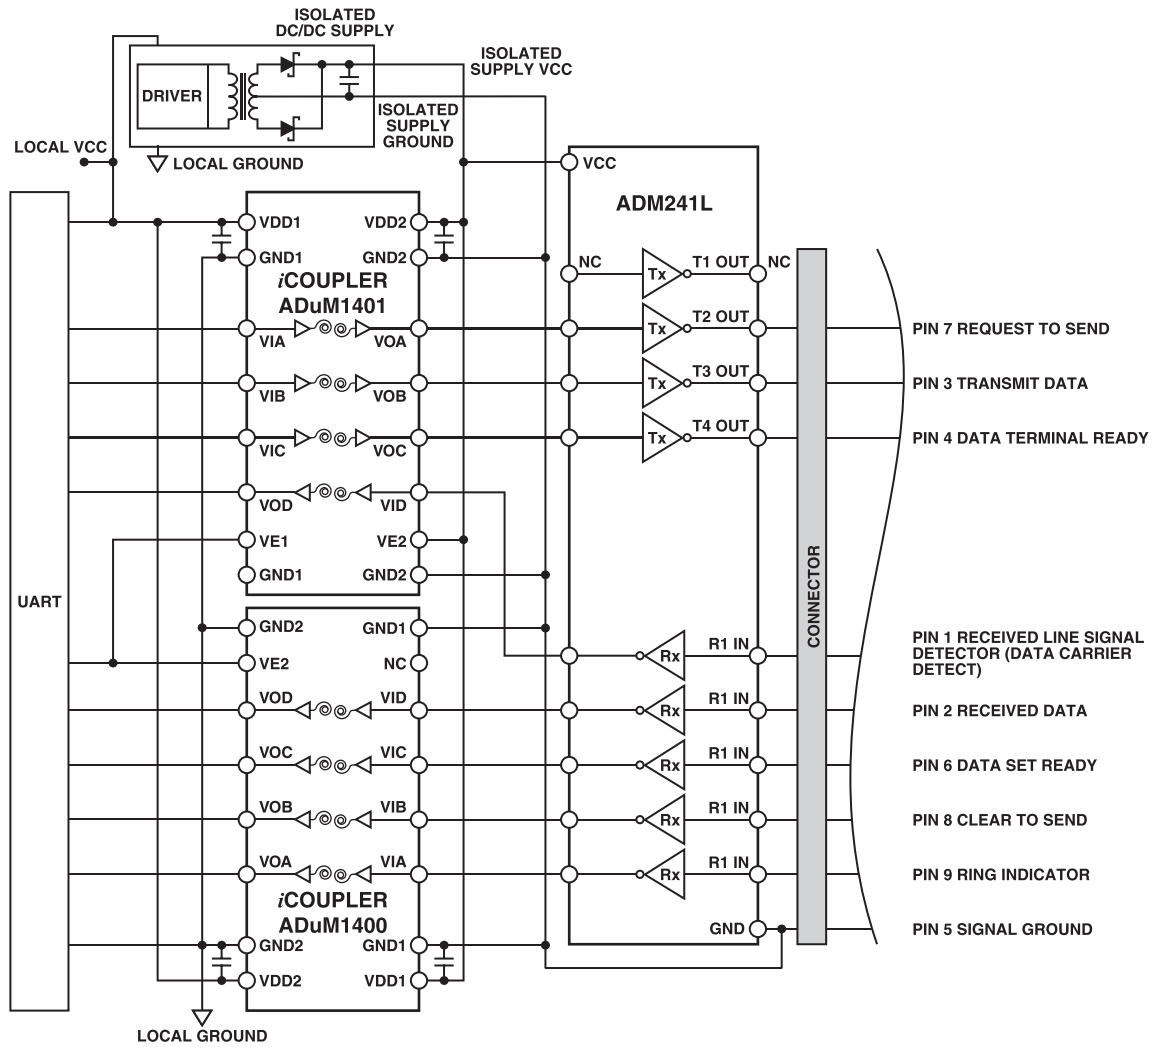 ISOLATED
DC/DC SUPPLY
ISOLATED
SUPPLY VCC
DRIVER
ISOLATED
SUPPLY
GROUND
LOCAL VCC
LOCAL GROUND
VCC
ADM241L
VDD1
VDD2
GND1
GND2
NC
Tx
T1 OUT
NC
iCOUPLER
ADuM1401
VIA
VOA
Tx
T2 OUT
PIN 7 REQUEST TO SEND
VIB
VOB
Tx
T3 OUT
PIN 3 TRANSMIT DATA
VIC
VOC
Tx
T4 OUT
PIN 4 DATA TERMINAL READY
VOD
VID
VE1
VE2
GND1
GND2
UART
CONNECTOR
GND2
GND1
VE2
NC
Rx
R1 IN
PIN 1 RECEIVED LINE SIGNAL
DETECTOR (DATA CARRIER
DETECT)
VOD
VID
Rx
R1 IN
PIN 2 RECEIVED DATA
VOC
VIC
Rx
R1 IN
PIN 6 DATA SET READY
VOB
VIB
Rx
R1 IN
PIN 8 CLEAR TO SEND
VOA
VIA
Rx
R1 IN
PIN 9 RING INDICATOR
iCOUPLER
ADuM1400
GND
PIN 5 SIGNAL GROUND
GND2
GND1
VDD2
VDD1
LOCAL GROUND